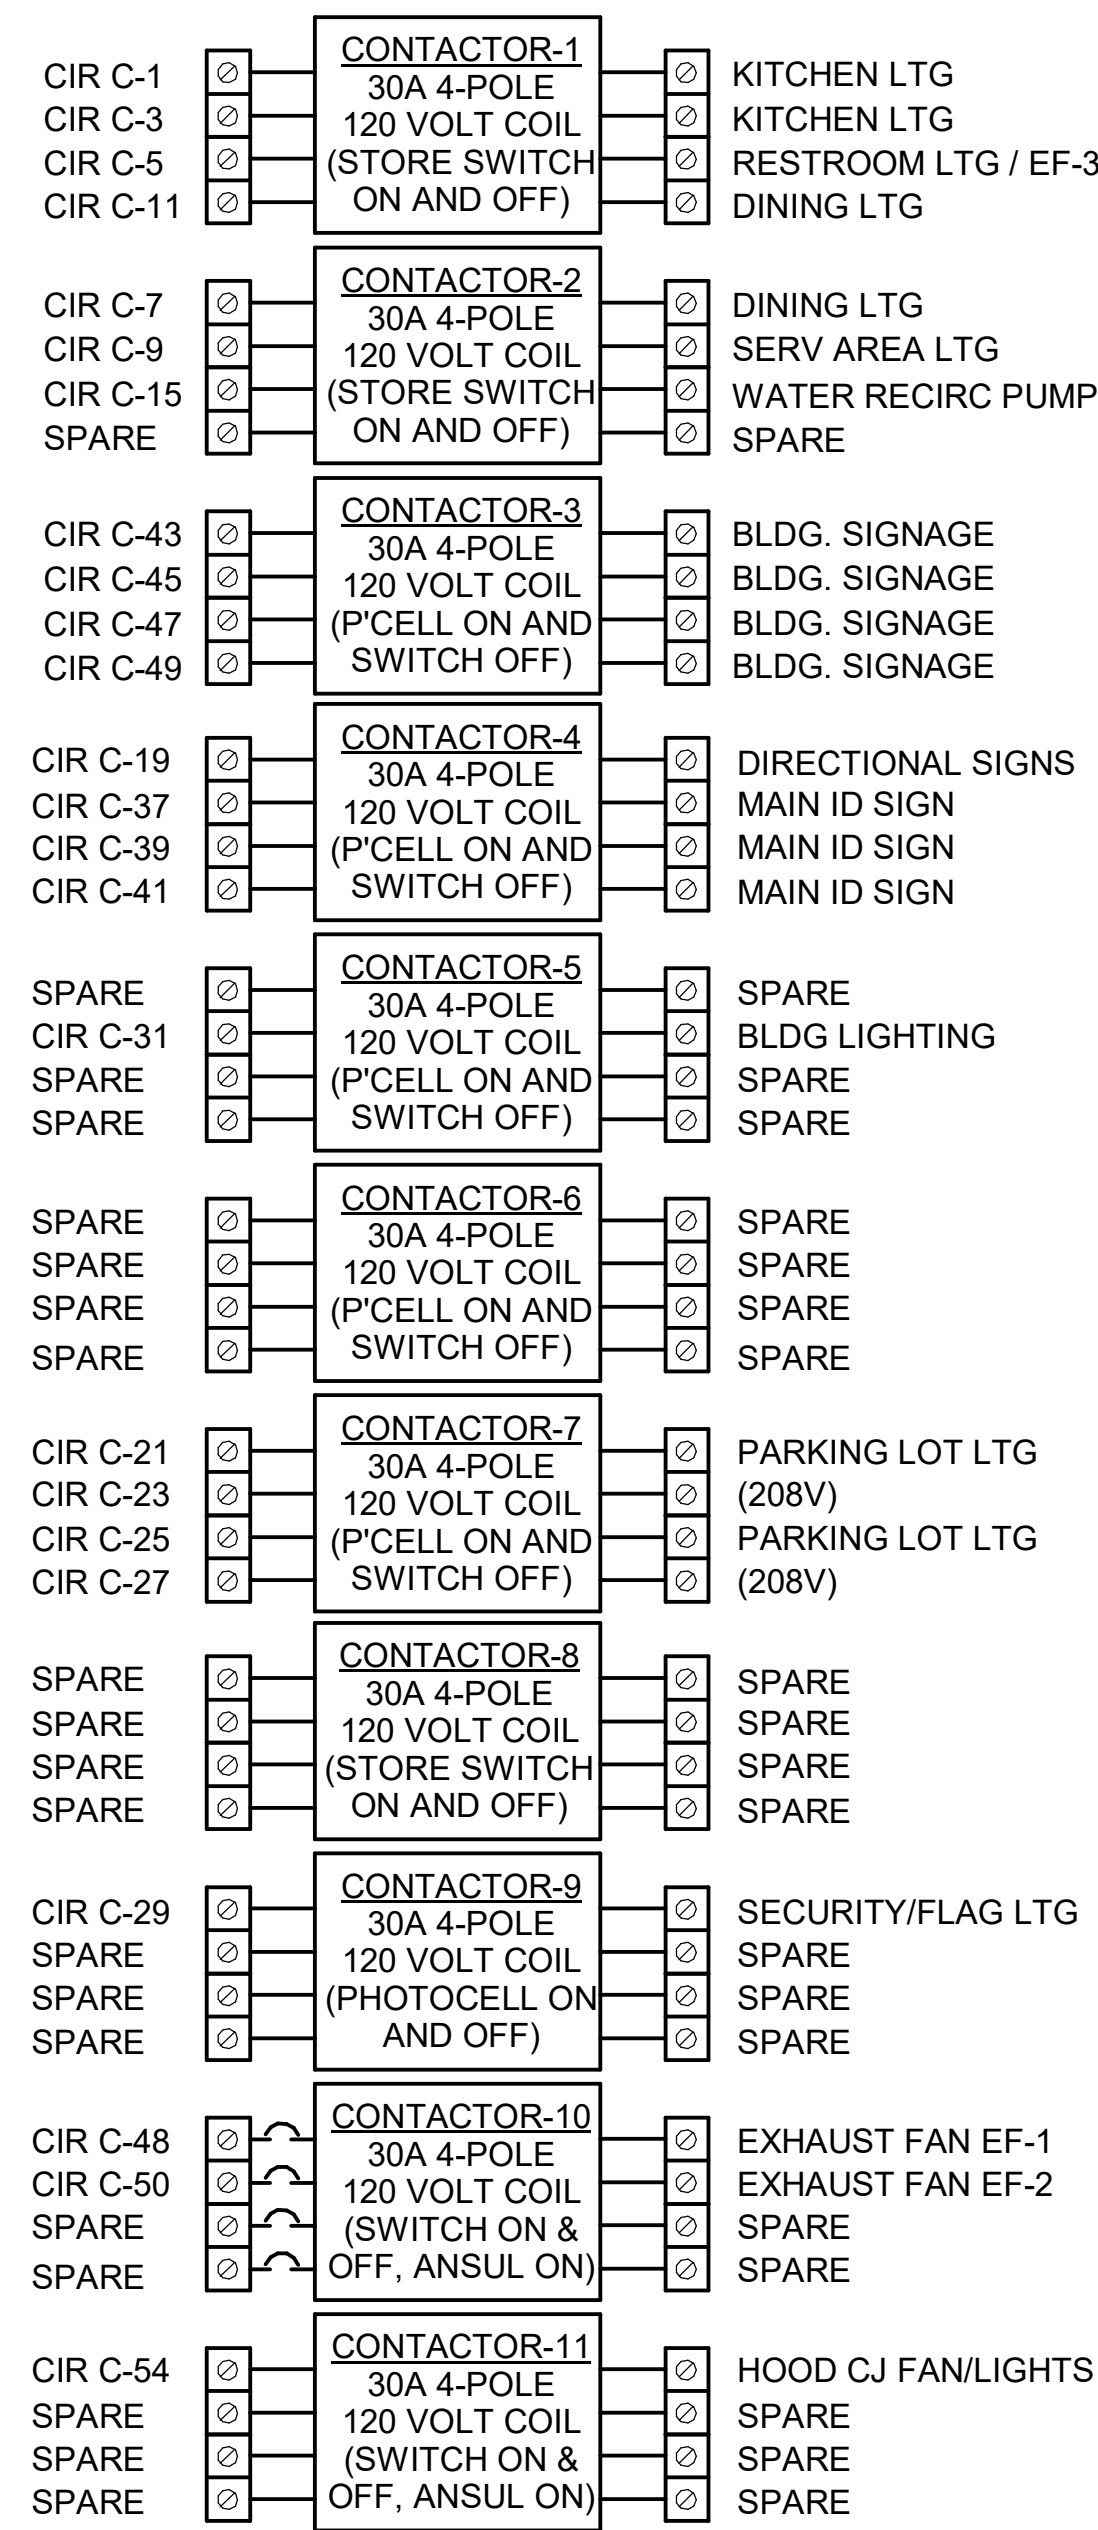 CIR C-1
CIR C-3
CIR C-5
CIR C-11
CONTACTOR-1
30A 4-POLE
120 VOLT COIL
(STORE SWITCH
ON AND OFF)
KITCHEN LTG
KITCHEN LTG
RESTROOM LTG / EF-3
DINING LTG
CIR C-7
CIR C-9
CIR C-15
SPARE
CONTACTOR-2
30A 4-POLE
120 VOLT COIL
(STORE SWITCH
ON AND OFF)
DINING LTG
SERV AREA LTG
WATER RECIRC PUMP
SPARE
CIR C-43
CIR C-45
CIR C-47
CIR C-49
CONTACTOR-3
30A 4-POLE
120 VOLT COIL
(P'CELL ON AND
SWITCH OFF)
BLDG. SIGNAGE
BLDG. SIGNAGE
BLDG. SIGNAGE
BLDG. SIGNAGE
CIR C-19
CIR C-37
CIR C-39
CIR C-41
CONTACTOR-4
30A 4-POLE
120 VOLT COIL
(P'CELL ON AND
SWITCH OFF)
DIRECTIONAL SIGNS
MAIN ID SIGN
MAIN ID SIGN
MAIN ID SIGN
SPARE
CIR C-31
SPARE
SPARE
CONTACTOR-5
30A 4-POLE
120 VOLT COIL
(P'CELL ON AND
SWITCH OFF)
SPARE
BLDG LIGHTING
SPARE
SPARE
SPARE
SPARE
SPARE
SPARE
CONTACTOR-6
30A 4-POLE
120 VOLT COIL
(P'CELL ON AND
SWITCH OFF)
SPARE
SPARE
SPARE
SPARE
CIR C-21
CIR C-23
CIR C-25
CIR C-27
CONTACTOR-7
30A 4-POLE
120 VOLT COIL
(P'CELL ON AND
SWITCH OFF)
PARKING LOT LTG
(208V)
PARKING LOT LTG
(208V)
SPARE
SPARE
SPARE
SPARE
CONTACTOR-8
30A 4-POLE
120 VOLT COIL
(STORE SWITCH
ON AND OFF)
SPARE
SPARE
SPARE
SPARE
CIR C-29
SPARE
SPARE
SPARE
CONTACTOR-9
30A 4-POLE
120 VOLT COIL
(PHOTOCELL ON
AND OFF)
SECURITY/FLAG LTG
SPARE
SPARE
SPARE
CIR C-48
CIR C-50
SPARE
SPARE
CONTACTOR-10
30A 4-POLE
120 VOLT COIL
(SWITCH ON &
OFF, ANSUL ON)
EXHAUST FAN EF-1
EXHAUST FAN EF-2
SPARE
SPARE
CIR C-54
SPARE
SPARE
SPARE
CONTACTOR-11
30A 4-POLE
120 VOLT COIL
(SWITCH ON &
OFF, ANSUL ON)
HOOD CJ FAN/LIGHTS
SPARE
SPARE
SPARE